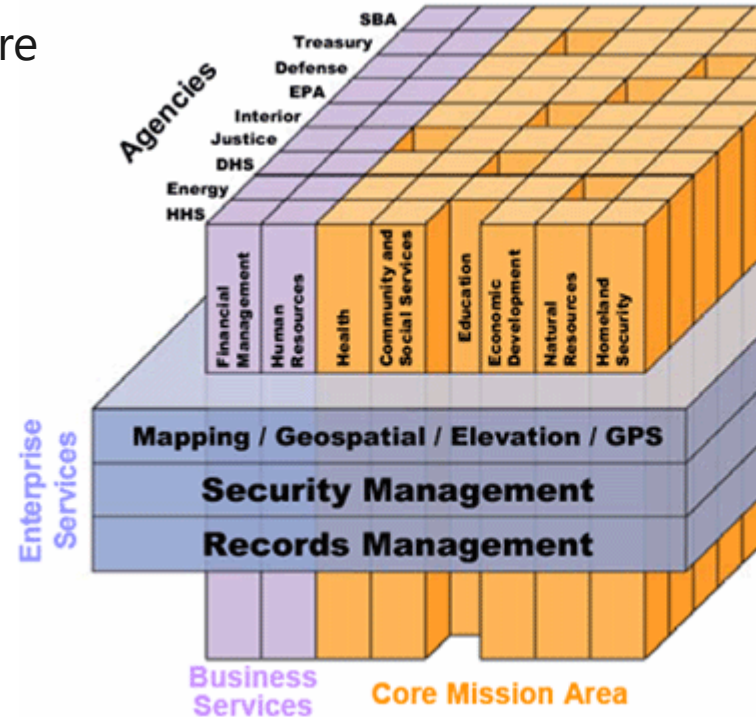 re
Agencies
SBA
Treasury
Defense
EPA
Interior
Justice
DHS
Energy
HHS
Financial
Management
Human
Resources
Health
Community and
Social Services
Education
Economic
Development
Natural
Resources
Homeland
Security
Enterprise
Services
Mapping / Geospatial / Elevation / GPS
Security Management
Records Management
Business
Services
Core Mission Area